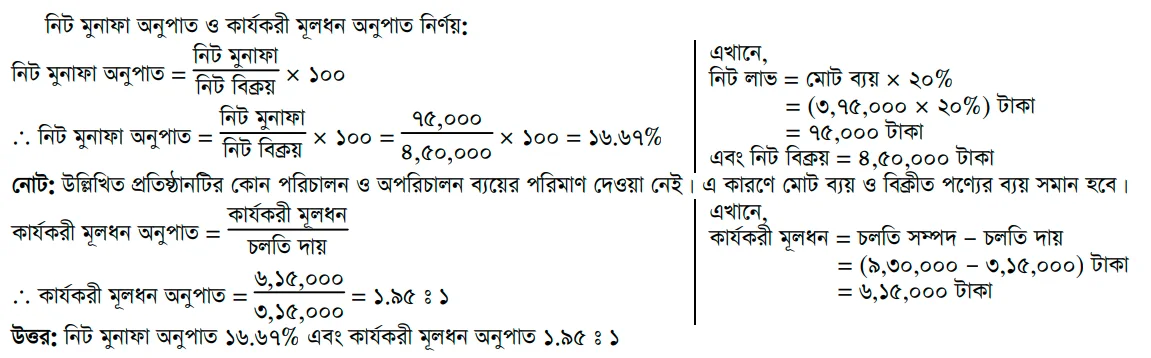 নিট মুনাফা অনুপাত ও কার্যকরী মূলধন অনুপাত নির্ণয়:
নিট মুনাফা অনুপাত = নিট মুনাফা / নিট বিক্রয় × ১০০
∴ নিট মুনাফা অনুপাত = নিট মুনাফা / নিট বিক্রয় × ১০০ = ৭৫,০০০ / ৪,৫০,০০০ × ১০০ = ১৬.৬৭%
এখানে,
নিট লাভ = মোট ব্যয় × ২০%
= (৩,৭৫,০০০ × ২০%) টাকা
= ৭৫,০০০ টাকা
এবং নিট বিক্রয় = ৪,৫০,০০০ টাকা
নোট: উল্লিখিত প্রতিষ্ঠানটির কোন পরিচালন ও অপরিচালন ব্যয়ের পরিমাণ দেওয়া নেই। এ কারণে মোট ব্যয় ও বিক্রীত পণ্যের ব্যয় সমান হবে।
কার্যকরী মূলধন অনুপাত = কার্যকরী মূলধন / চলতি দায়
∴ কার্যকরী মূলধন অনুপাত = ৬,১৫,০০০ / ৩,১৫,০০০ = ১.৯৫ ঃ ১
এখানে,
কার্যকরী মূলধন = চলতি সম্পদ – চলতি দায়
= (৯,৩০,০০০ – ৩,১৫,০০০) টাকা
= ৬,১৫,০০০ টাকা
উত্তর: নিট মুনাফা অনুপাত ১৬.৬৭% এবং কার্যকরী মূলধন অনুপাত ১.৯৫ ঃ ১